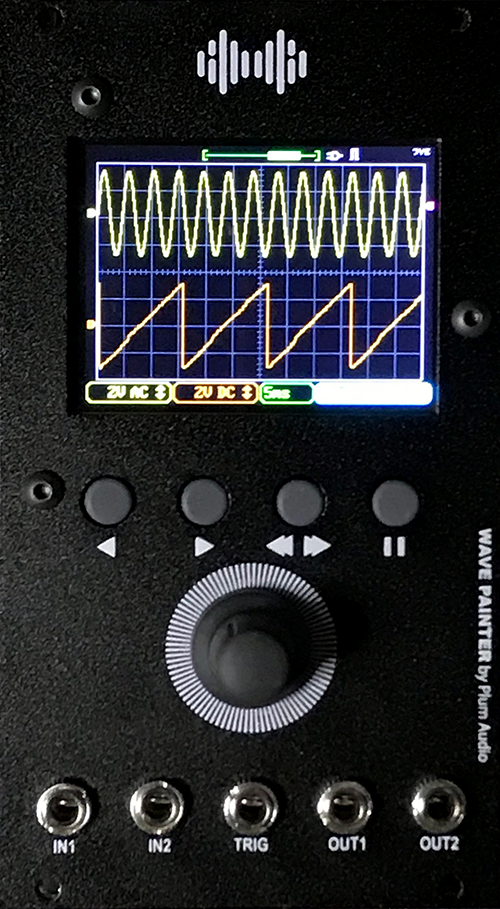 2V AC
2V DC
5ms
WAVE PAINTER by Plum Audio
IN1
IN2
TRIG
OUT1
OUT2